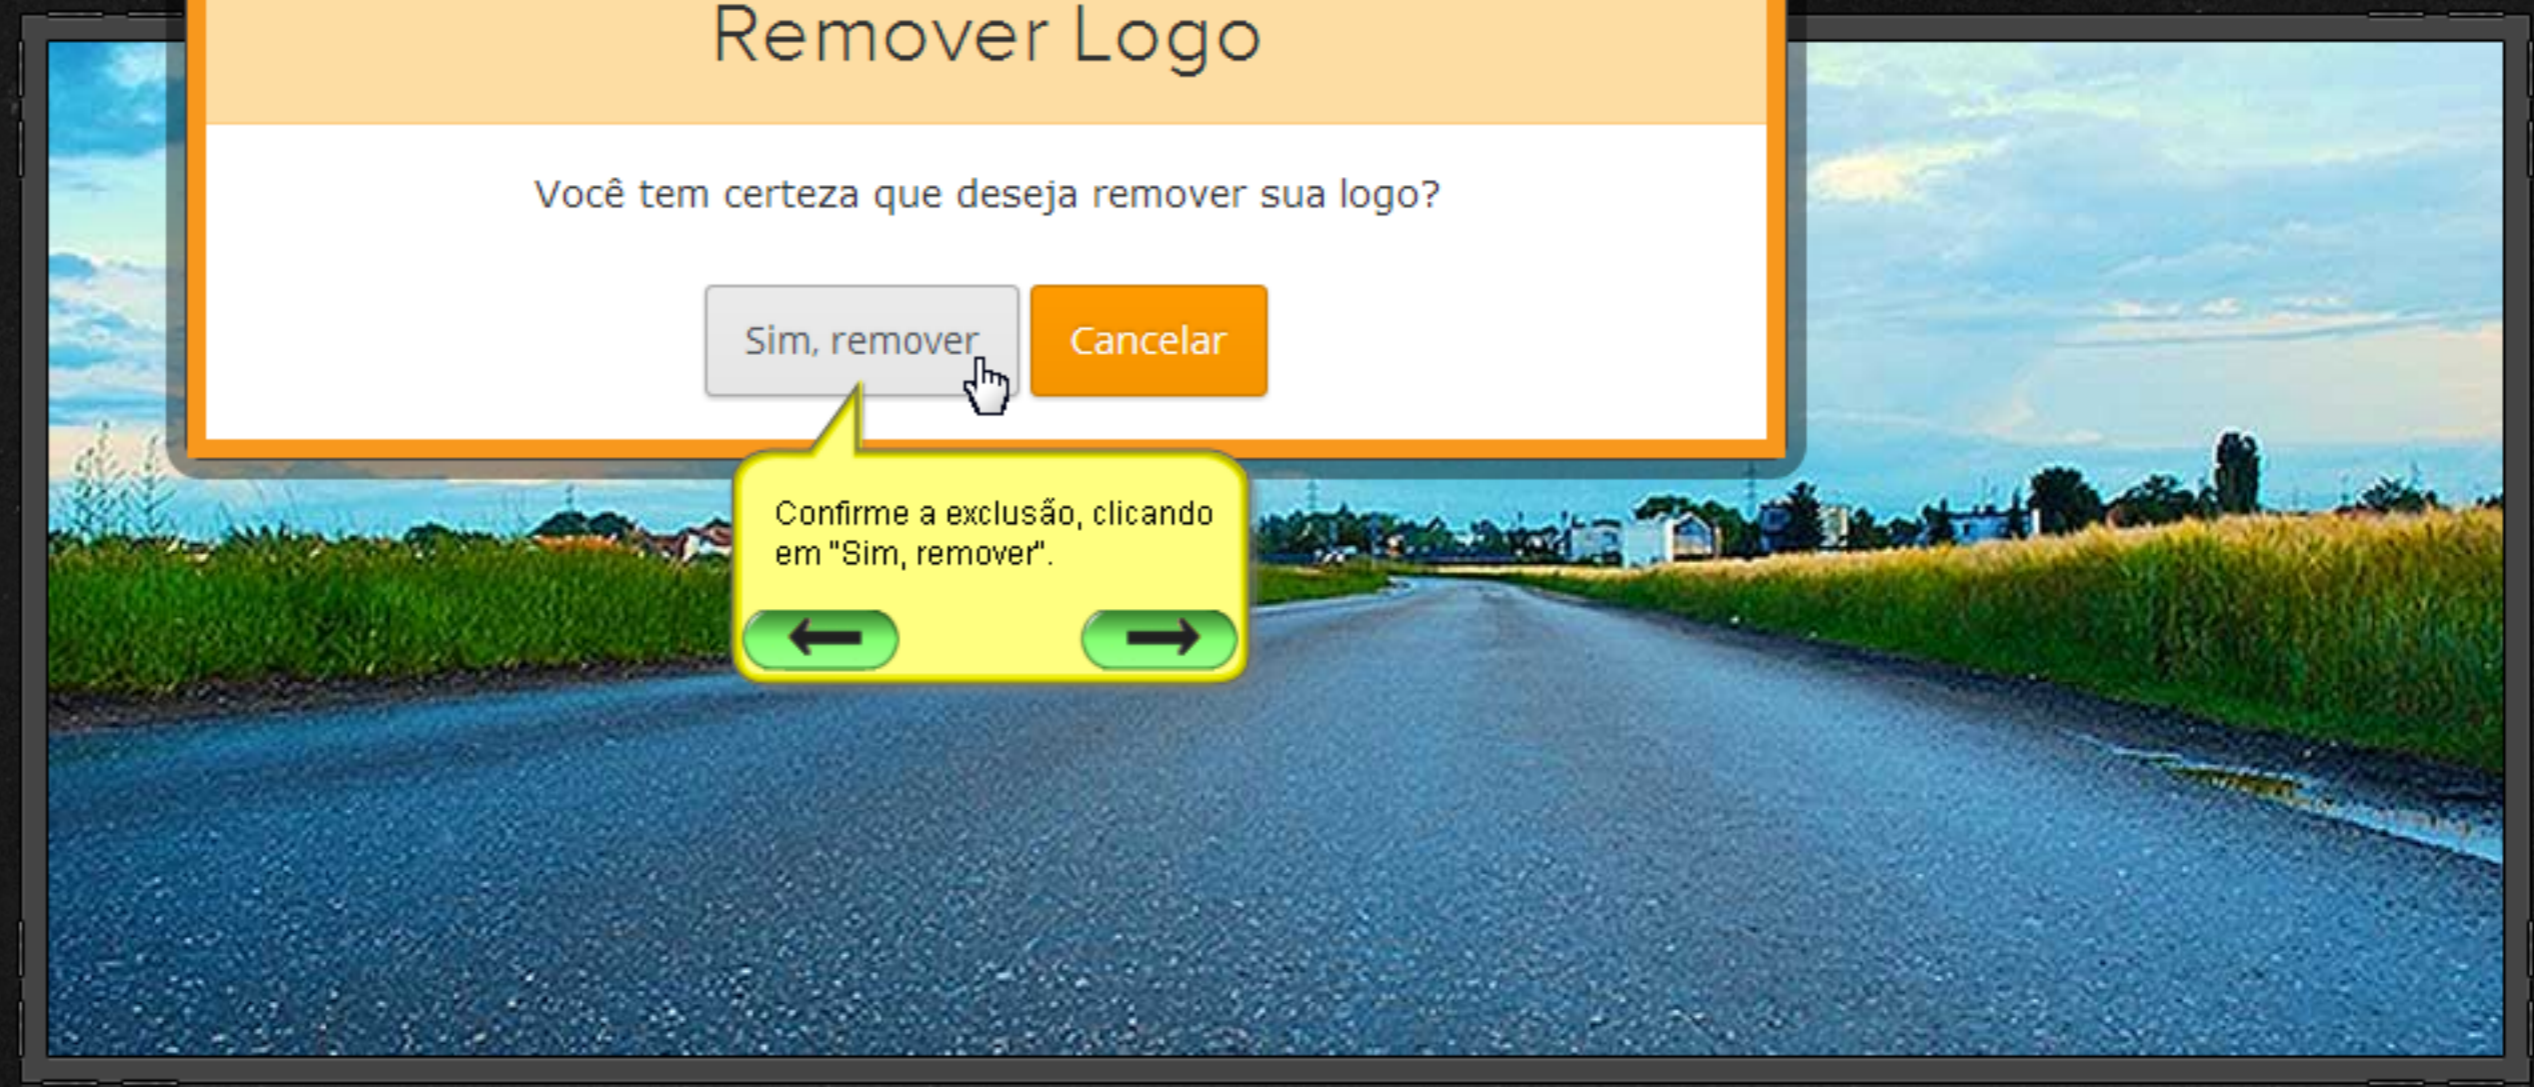 Remover Logo
Você tem certeza que deseja remover sua logo?
Sim, remover
Cancelar
Confirme a exclusão, clicando
em "Sim, remover".